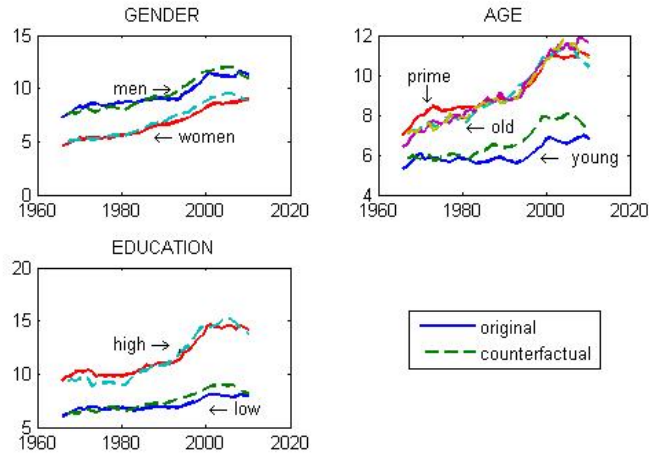 GENDER
15
10
5
0
men →
← women
1960 1980 2000 2020
AGE
12
10
8
6
4
prime
↓
← old
← young
1960 1980 2000 2020
EDUCATION
20
15
10
5
high →
← low
1960 1980 2000 2020
original
counterfactual